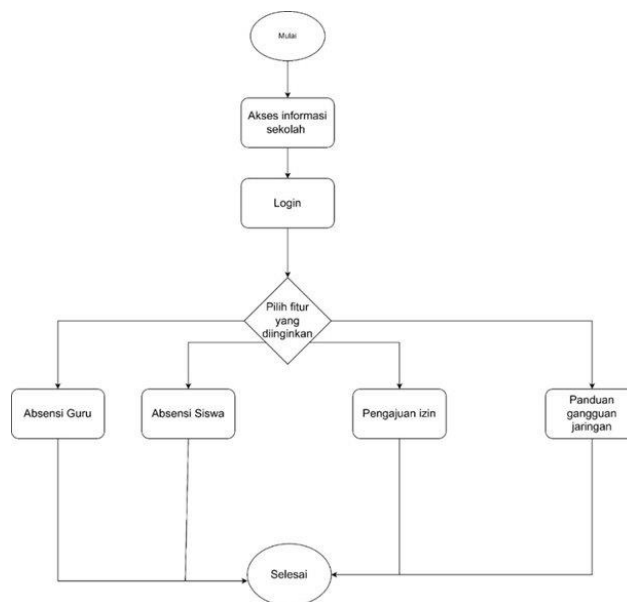 Mulai
Akses informasi
sekolah
Login
Pilih fitur
yang
diinginkan
Absensi Guru
Absensi Siswa
Pengajuan izin
Panduan
gangguan
jaringan
Selesai